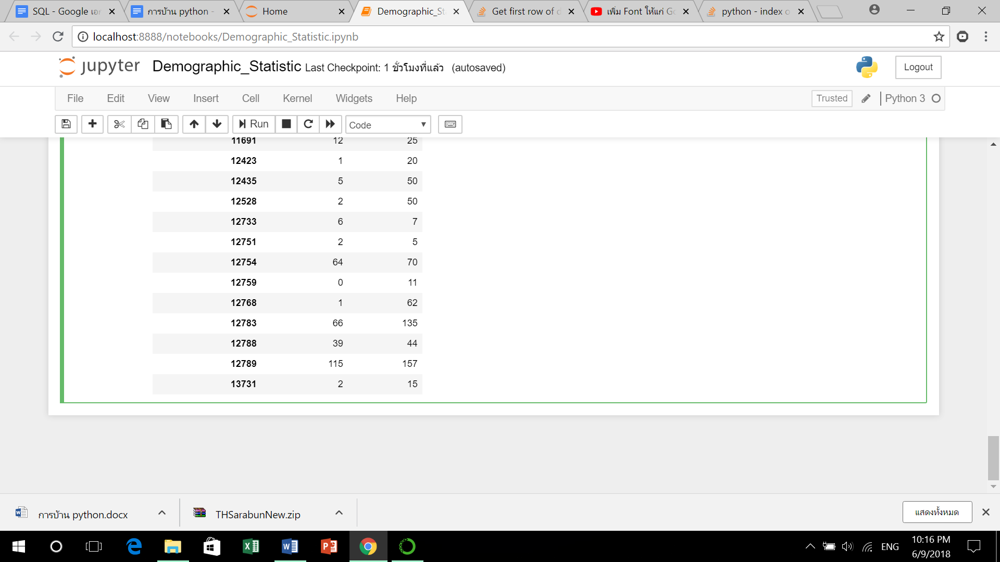 SQL - Google เอก
การบ้าน python -
Home
Demographic_St
Get first row of d
เพิ่ม Font ให้แก่ Go
python - index o
localhost:8888/notebooks/Demographic_Statistic.ipynb
jupyter Demographic_Statistic Last Checkpoint: 1 ชั่วโมงที่แล้ว (autosaved)
Logout
File Edit View Insert Cell Kernel Widgets Help
Trusted Python 3
Run Code
11691 12 25
12423 1 20
12435 5 50
12528 2 50
12733 6 7
12751 2 5
12754 64 70
12759 0 11
12768 1 62
12783 66 135
12788 39 44
12789 115 157
13731 2 15
การบ้าน python.docx
THSarabunNew.zip
แสดงทั้งหมด
ENG
10:16 PM
6/9/2018